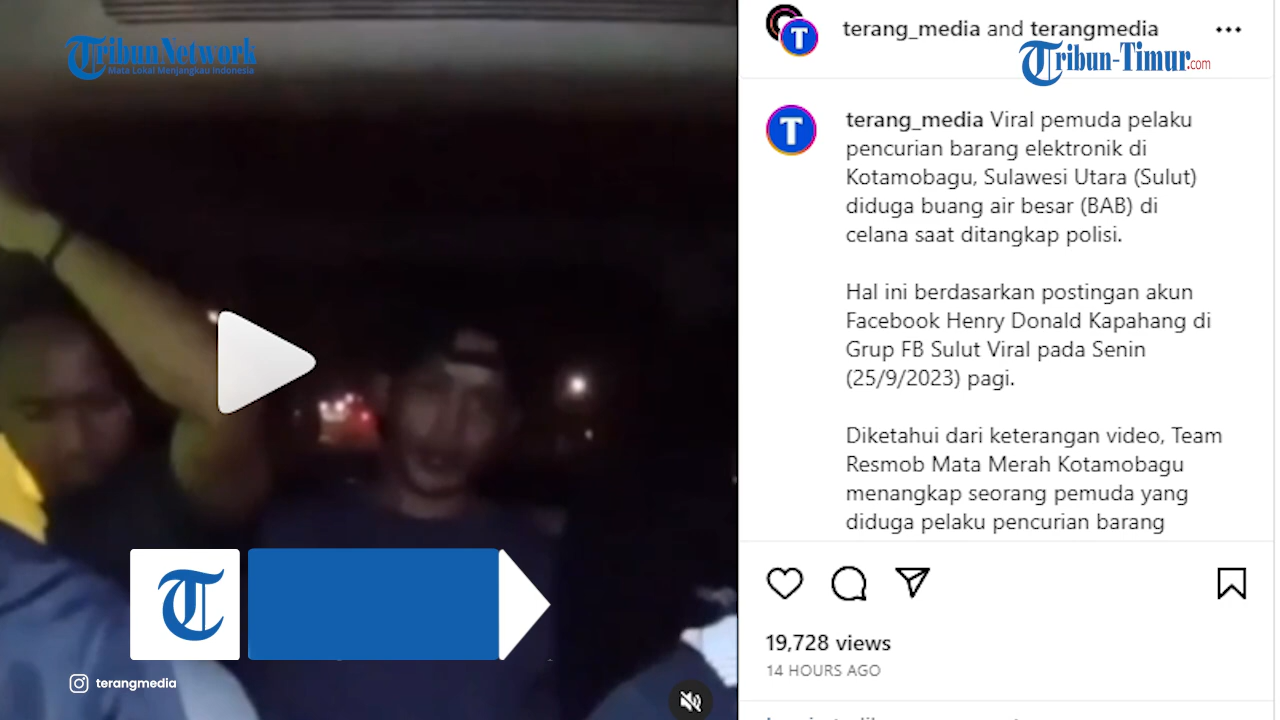 TribunNetwork
Mata Lokal Menjangkau Indonesia
T
terangmedia
terang_media and terangmedia
T
Tribun-Timur.com
T
terang_media Viral pemuda pelaku
pencurian barang elektronik di
Kotamobagu, Sulawesi Utara (Sulut)
diduga buang air besar (BAB) di
celana saat ditangkap polisi.
Hal ini berdasarkan postingan akun
Facebook Henry Donald Kapahang di
Grup FB Sulut Viral pada Senin
(25/9/2023) pagi.
Diketahui dari keterangan video, Team
Resmob Mata Merah Kotamobagu
menangkap seorang pemuda yang
diduga pelaku pencurian barang
19,728 views
14 HOURS AGO